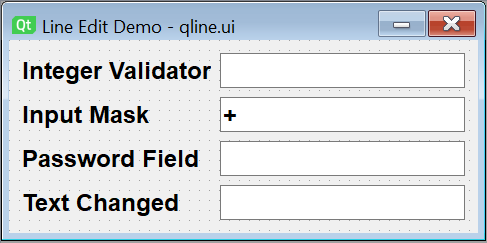 Qt Line Edit Demo - qline.ui
Integer Validator
Input Mask +
Password Field
Text Changed